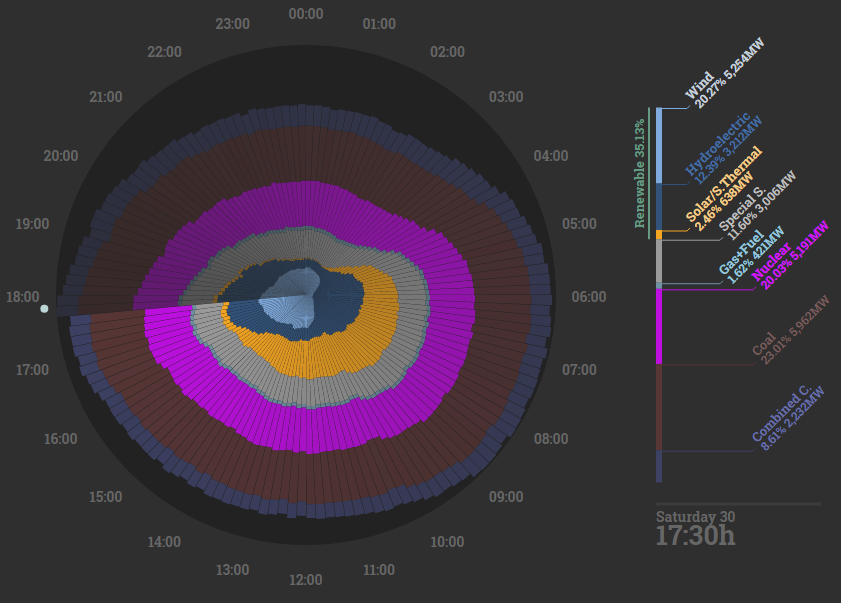 00:00
01:00
02:00
03:00
04:00
05:00
06:00
07:00
08:00
09:00
10:00
11:00
12:00
13:00
14:00
15:00
16:00
17:00
18:00
19:00
20:00
21:00
22:00
23:00
Renewable 35.13%
Wind
20.27% 5,254MW
Hydroelectric
12.39% 3,212MW
Solar/S.Thermal
2.46% 638MW
Special S.
11.60% 3,006MW
Gas+Fuel
1.62% 421MW
Nuclear
20.03% 5,191MW
Coal
23.01% 5,962MW
Combined C.
8.61% 2,232MW
Saturday 30
17:30h